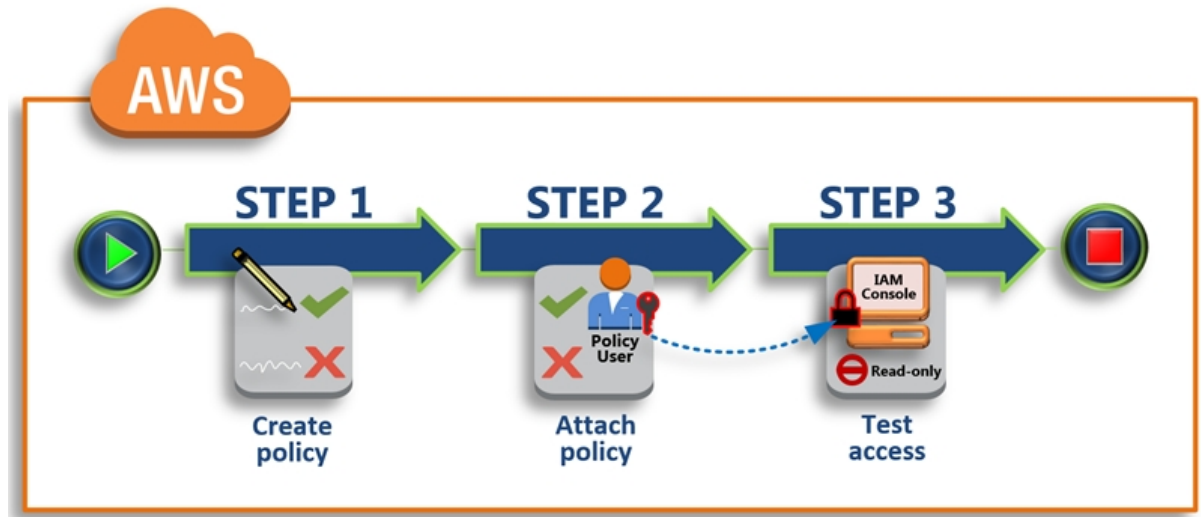 AWS
STEP 1
STEP 2
STEP 3
IAM
Console
Policy
User
Read-only
Create
policy
Attach
policy
Test
access